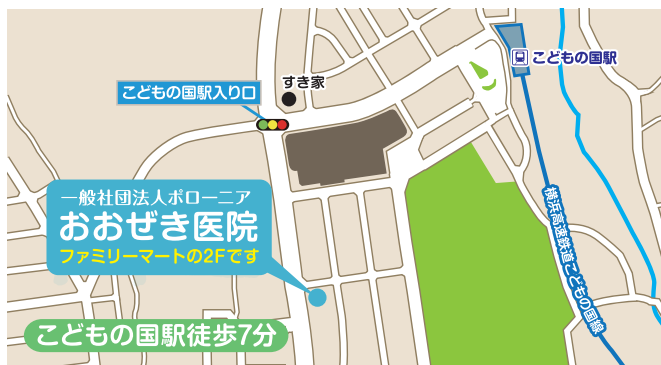 こどもの国駅
すき家
こどもの国駅入り口
一般社団法人ポローニア
おおぜき医院
ファミリーマートの2Fです
横浜高速鉄道こどもの国線
こどもの国駅徒歩7分